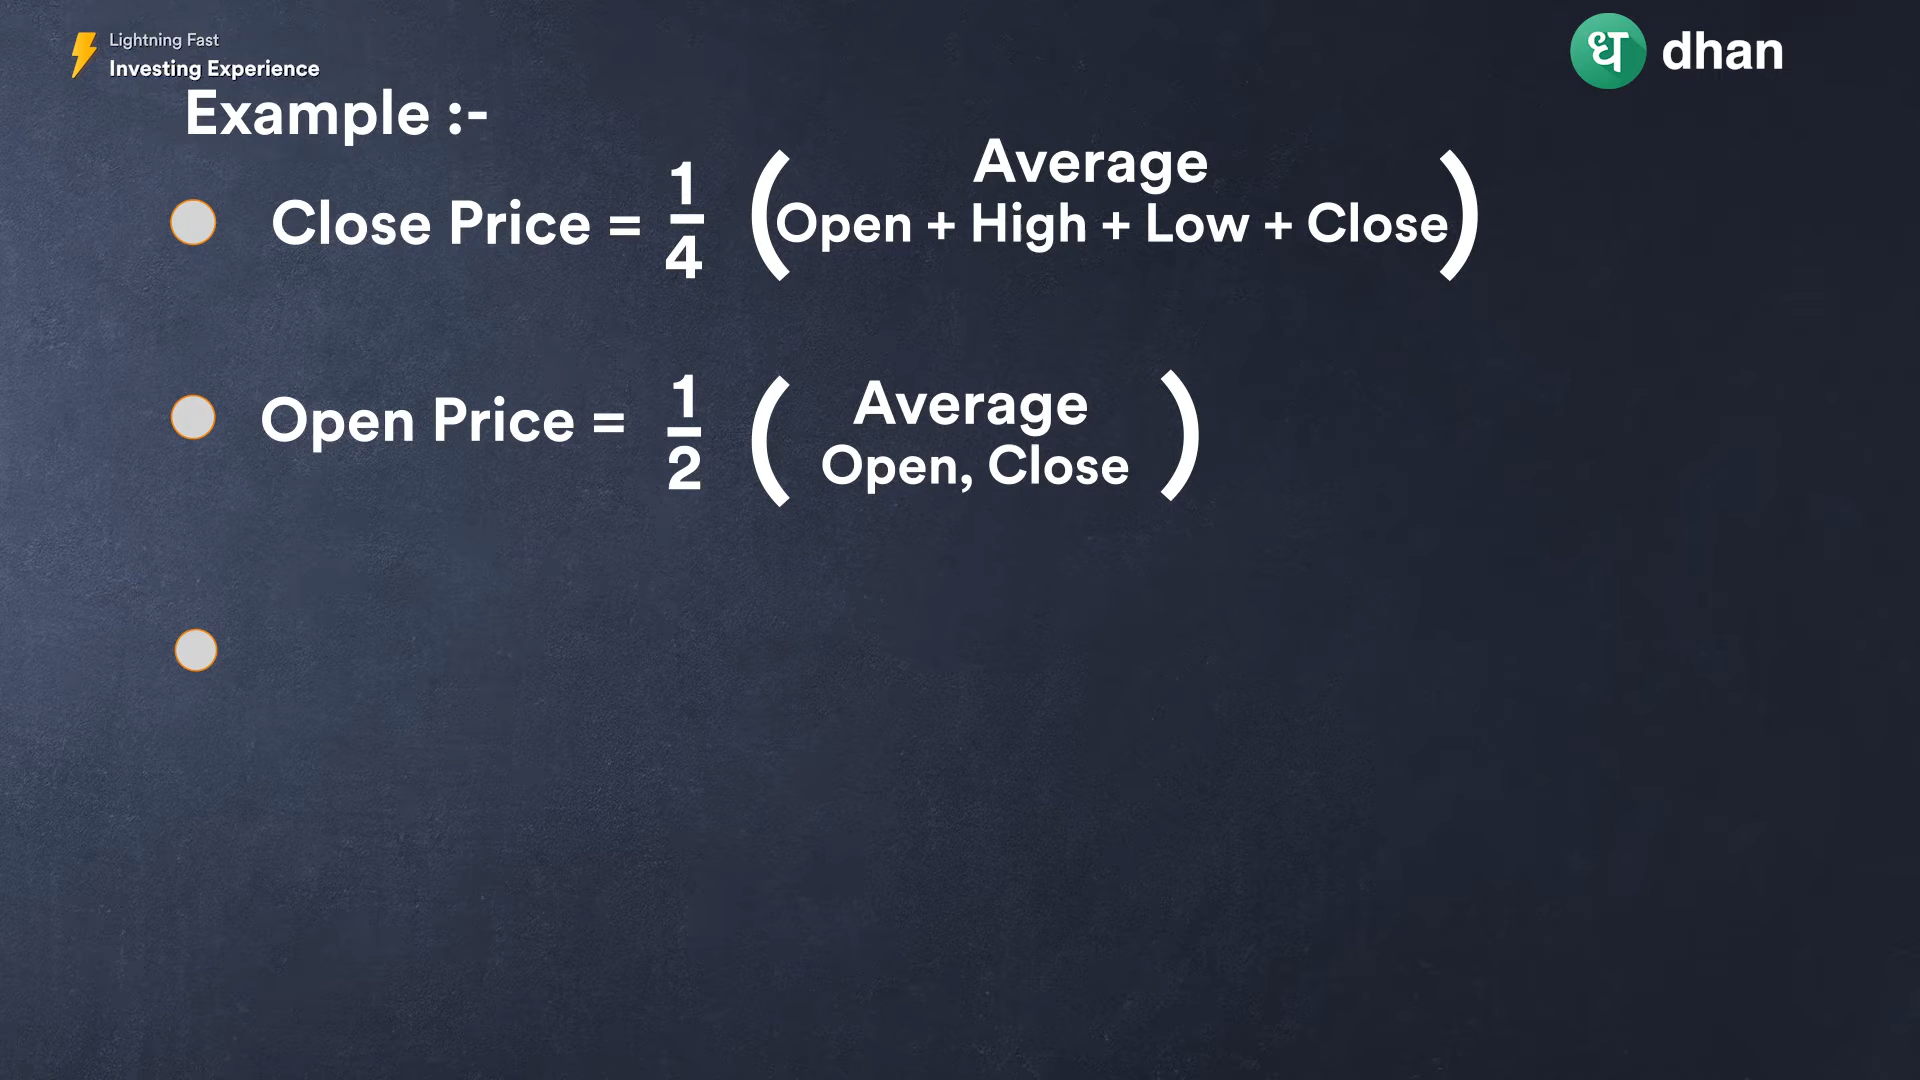 Lightning Fast
Investing Experience
ध dhan
Example :-
Close Price = 1/4 ( Average
Open + High + Low + Close )
Open Price = 1/2 ( Average
Open, Close )